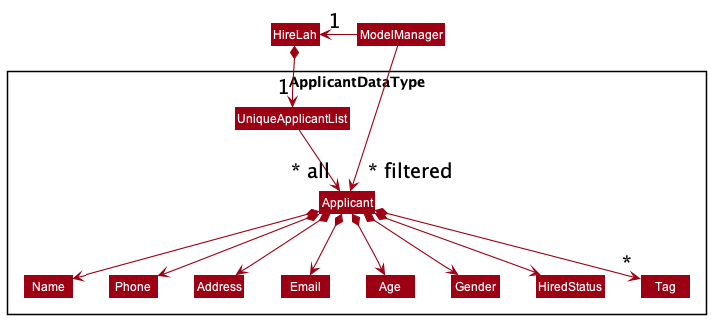 HireLah
1
ModelManager
ApplicantDataType
1
UniqueApplicantList
* all
* filtered
Applicant
*
Name
Phone
Address
Email
Age
Gender
HiredStatus
Tag